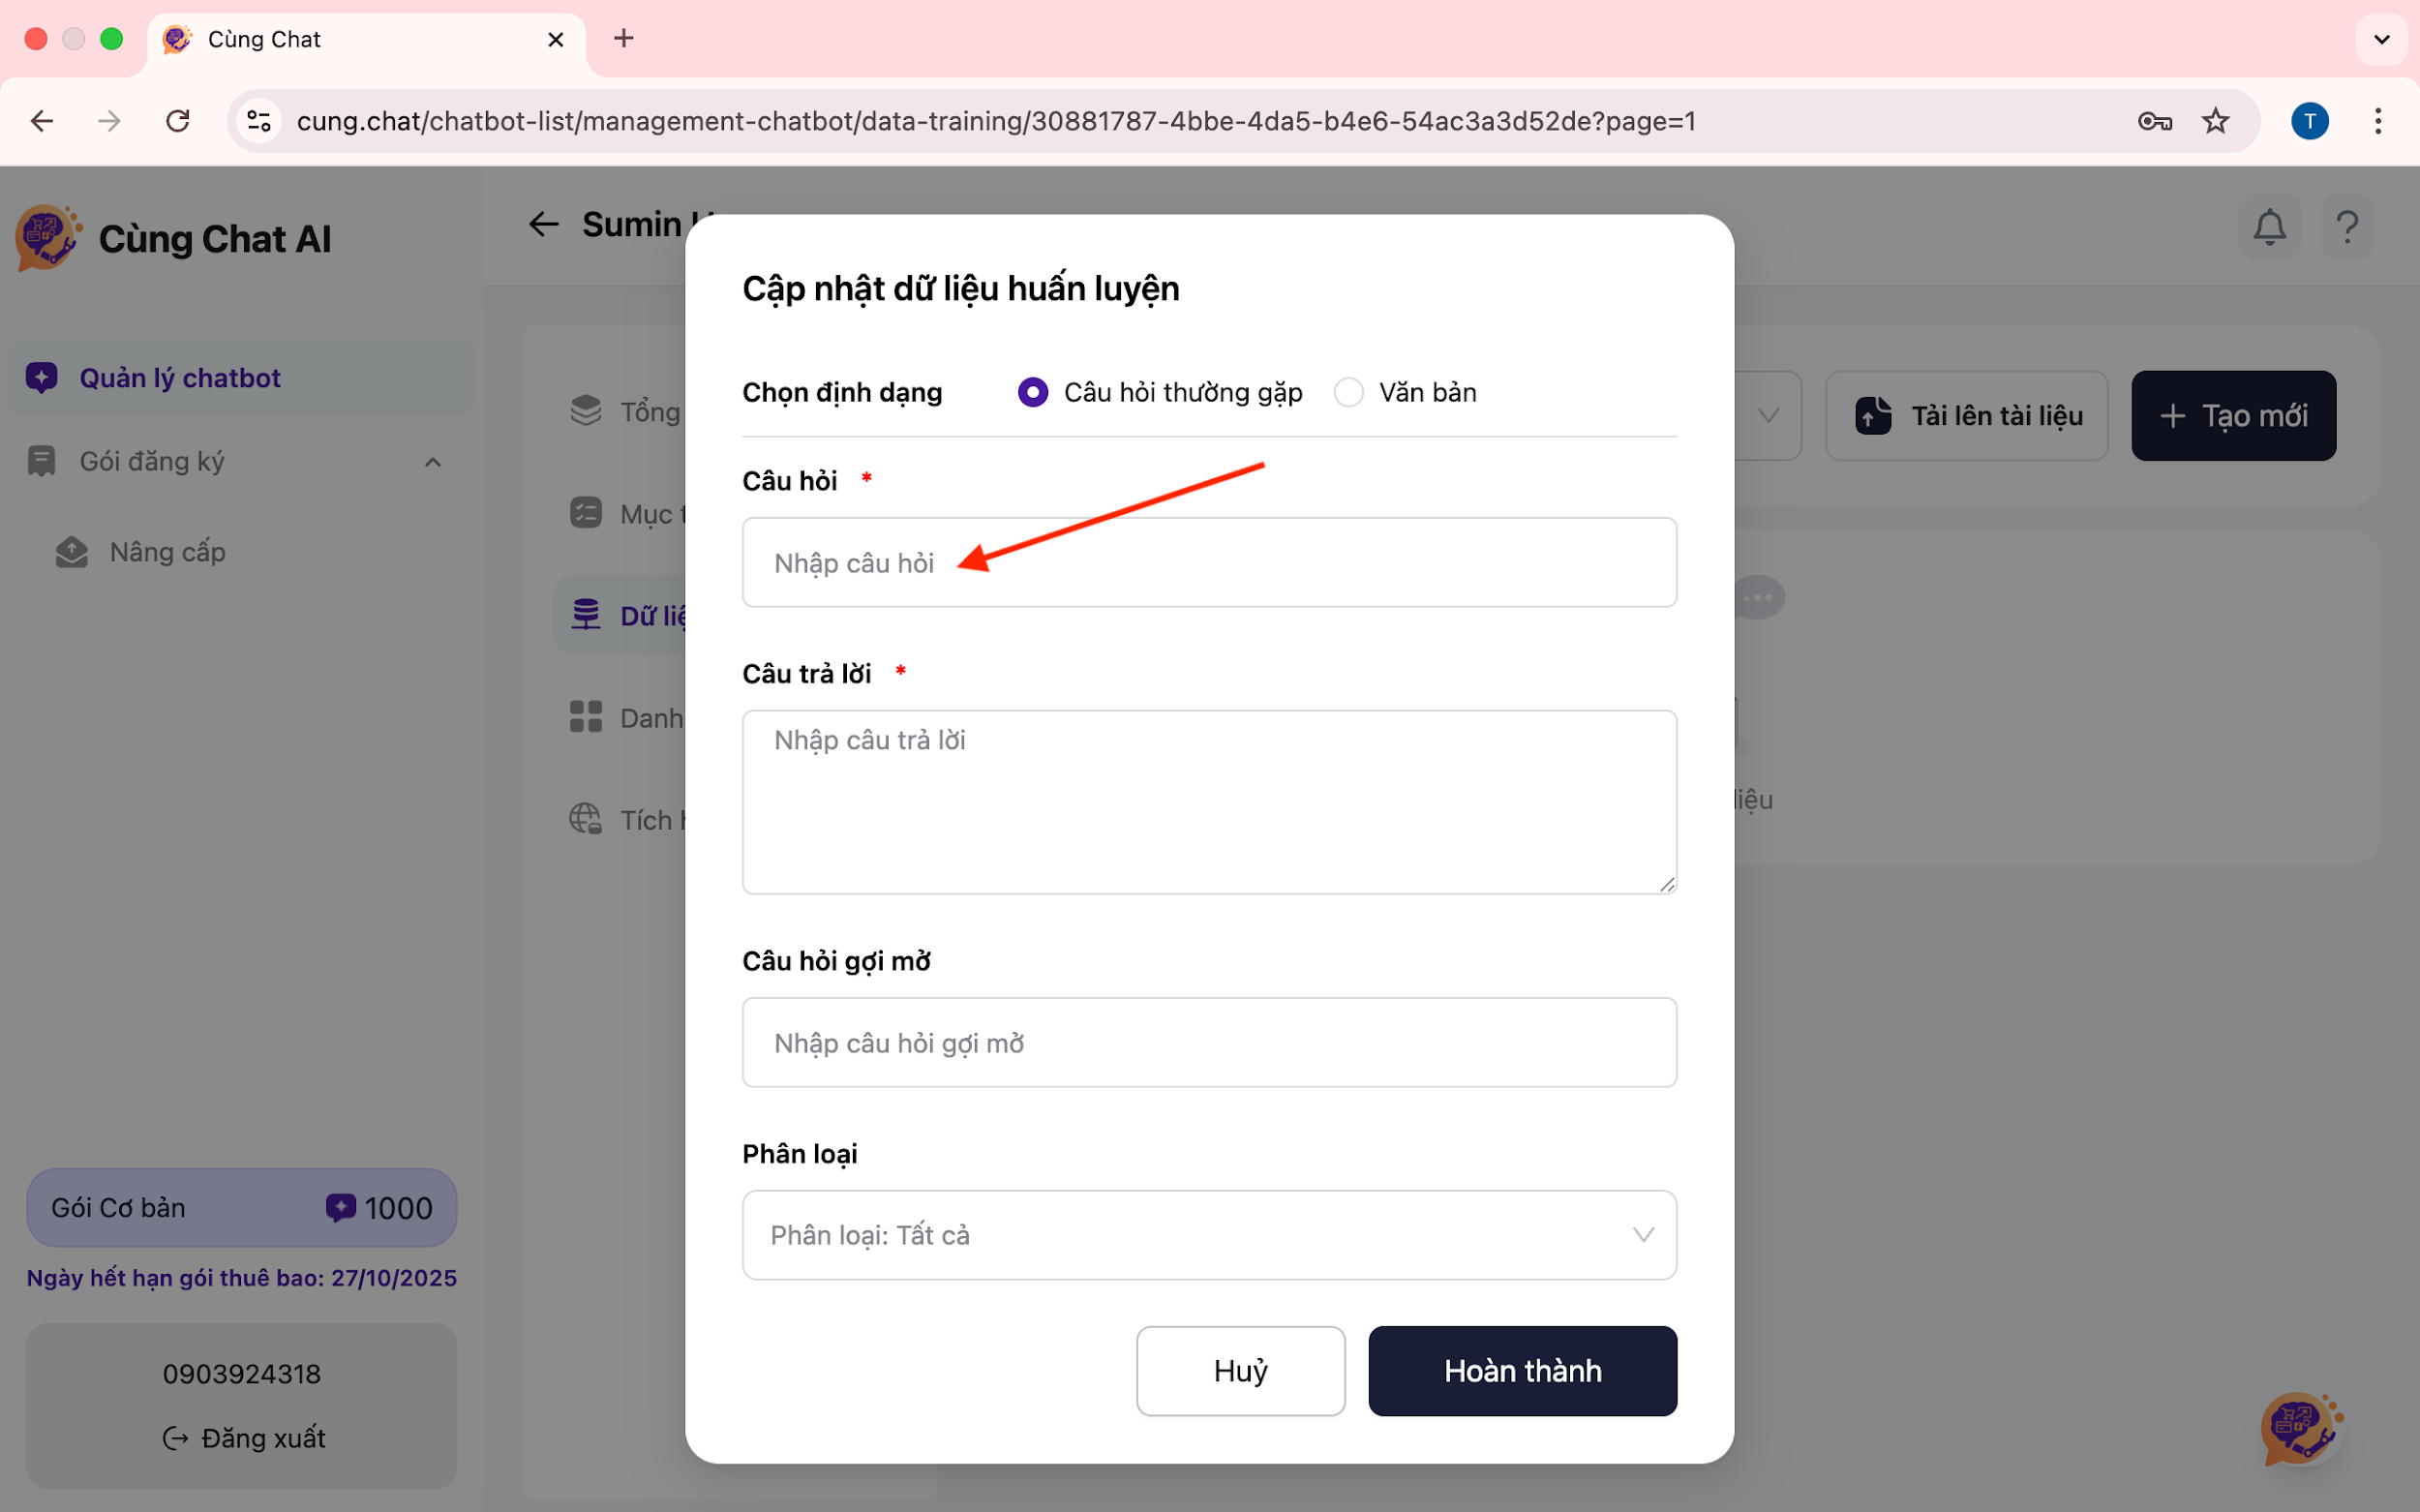 Cùng Chat
cung.chat/chatbot-list/management-chatbot/data-training/30881787-4bbe-4da5-b4e6-54ac3a3d52de?page=1
T
Cùng Chat AI
Quản lý chatbot
Gói đăng ký
Nâng cấp
Gói Cơ bản 1000
Ngày hết hạn gói thuê bao: 27/10/2025
0903924318
Đăng xuất
Sumin
Tổng
Mục
Dữ
Danh
Tích
Tải lên tài liệu
+ Tạo mới
liệu
Cập nhật dữ liệu huấn luyện
Chọn định dạng Câu hỏi thường gặp Văn bản
Câu hỏi *
Nhập câu hỏi
Câu trả lời *
Nhập câu trả lời
Câu hỏi gợi mở
Nhập câu hỏi gợi mở
Phân loại
Phân loại: Tất cả
Huỷ Hoàn thành